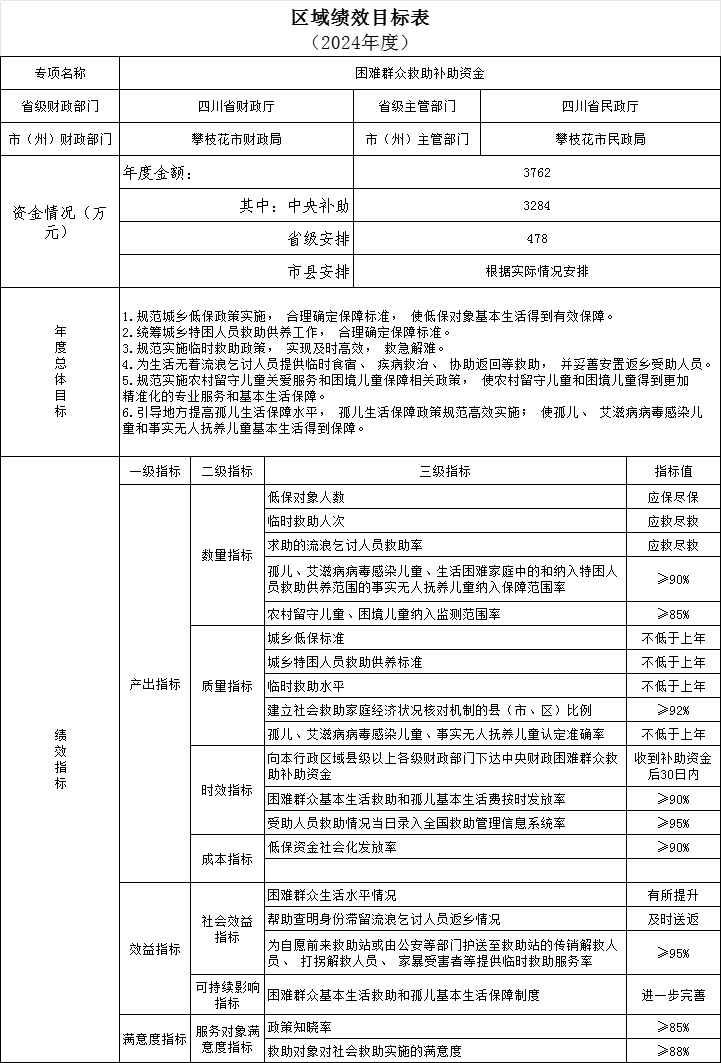 区域绩效目标表
（2024年度）
专项名称
困难群众救助补助资金
省级财政部门
四川省财政厅
省级主管部门
四川省民政厅
市（州）财政部门
攀枝花市财政局
市（州）主管部门
攀枝花市民政局
资金情况（万
元）
年度金额：
3762
其中：中央补助
3284
省级安排
478
市县安排
根据实际情况安排
年
度
总
体
目
标
1.规范城乡低保政策实施， 合理确定保障标准， 使低保对象基本生活得到有效保障。
2.统筹城乡特困人员救助供养工作， 合理确定保障标准。
3.规范实施临时救助政策， 实现及时高效， 救急解难。
4.为生活无着流浪乞讨人员提供临时食宿、 疾病救治、 协助返回等救助， 并妥善安置返乡受助人员。
5.规范实施农村留守儿童关爱服务和困境儿童保障相关政策， 使农村留守儿童和困境儿童得到更加
精准化的专业服务和基本生活保障。
6.引导地方提高孤儿生活保障水平， 孤儿生活保障政策规范高效实施； 使孤儿、 艾滋病病毒感染儿
童和事实无人抚养儿童基本生活得到保障。
绩
效
指
标
一级指标
二级指标
三级指标
指标值
产出指标
数量指标
低保对象人数
应保尽保
临时救助人次
应救尽救
求助的流浪乞讨人员救助率
应救尽救
孤儿、艾滋病病毒感染儿童、生活困难家庭中的和纳入特困人
员救助供养范围的事实无人抚养儿童纳入保障范围率
≥90%
农村留守儿童、困境儿童纳入监测范围率
≥85%
质量指标
城乡低保标准
不低于上年
城乡特困人员救助供养标准
不低于上年
临时救助水平
不低于上年
建立社会救助家庭经济状况核对机制的县（市、区）比例
≥92%
孤儿、艾滋病病毒感染儿童、事实无人抚养儿童认定准确率
不低于上年
时效指标
向本行政区域县级以上各级财政部门下达中央财政困难群众救
助补助资金
收到补助资金
后30日内
困难群众基本生活救助和孤儿基本生活费按时发放率
≥90%
受助人员救助情况当日录入全国救助管理信息系统率
≥95%
成本指标
低保资金社会化发放率
≥90%
效益指标
社会效益
指标
困难群众生活水平情况
有所提升
帮助查明身份滞留流浪乞讨人员返乡情况
及时送返
为自愿前来救助站或由公安等部门护送至救助站的传销解救人
员、 打拐解救人员、 家暴受害者等提供临时救助服务率
≥95%
可持续影响
指标
困难群众基本生活救助和孤儿基本生活保障制度
进一步完善
满意度指标
服务对象满
意度指标
政策知晓率
≥85%
救助对象对社会救助实施的满意度
≥88%